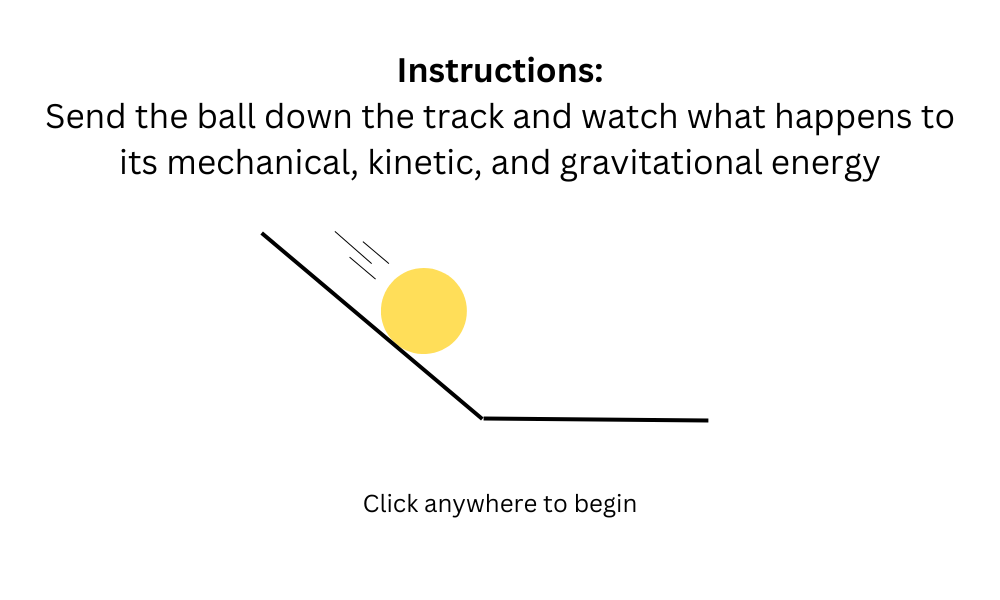 Instructions:
Send the ball down the track and watch what happens to
its mechanical, kinetic, and gravitational energy
Click anywhere to begin